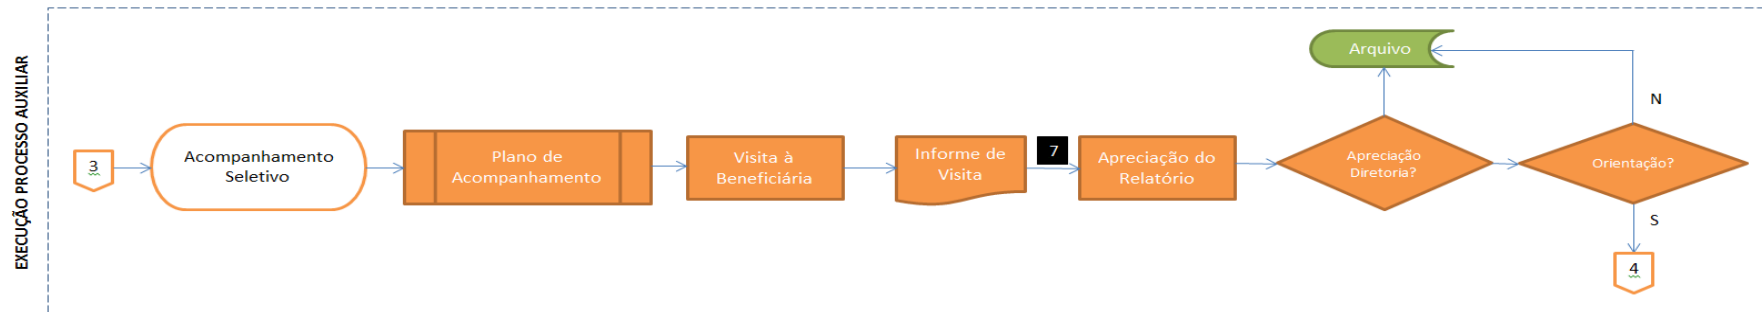 EXECUÇÃO PROCESSO AUXILIAR
3
Acompanhamento
Seletivo
Plano de
Acompanhamento
Visita à
Beneficiária
Informe de
Visita
7
Apreciação do
Relatório
Apreciação
Diretoria?
Arquivo
Orientação?
N
S
4